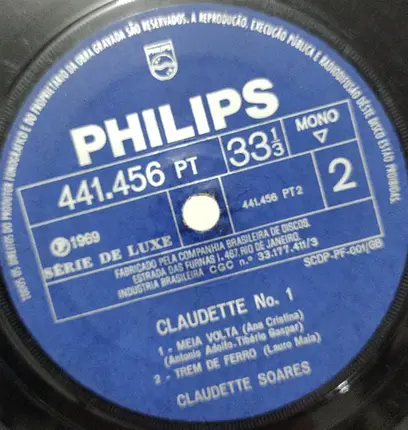 TODOS OS DIREITOS DO PRODUTOR FONOGRÁFICO E DO PROPRIETÁRIO DA OBRA GRAVADA SÃO RESERVADOS. A REPRODUÇÃO, EXECUÇÃO PÚBLICA E RADIODIFUSÃO DESTE DISCO ESTÃO PROIBIDAS.
PHILIPS
PHILIPS
441.456 PT
33 1/3
MONO
℗ 1969
SÉRIE DE LUXE
441.456 PT2
2
FABRICADO PELA COMPANHIA BRASILEIRA DE DISCOS.
ESTRADA DAS FURNAS 1.467. RIO DE JANEIRO.
INDÚSTRIA BRASILEIRA CGC nº 33.177.411/3
SCDP-PF-001/GB
CLAUDETTE No. 1
1 - MEIA VOLTA (Ana Cristina)
(Antonio Adolfo-Tibério Gaspar)
2 - TREM DE FERRO (Lauro Maia)
CLAUDETTE SOARES